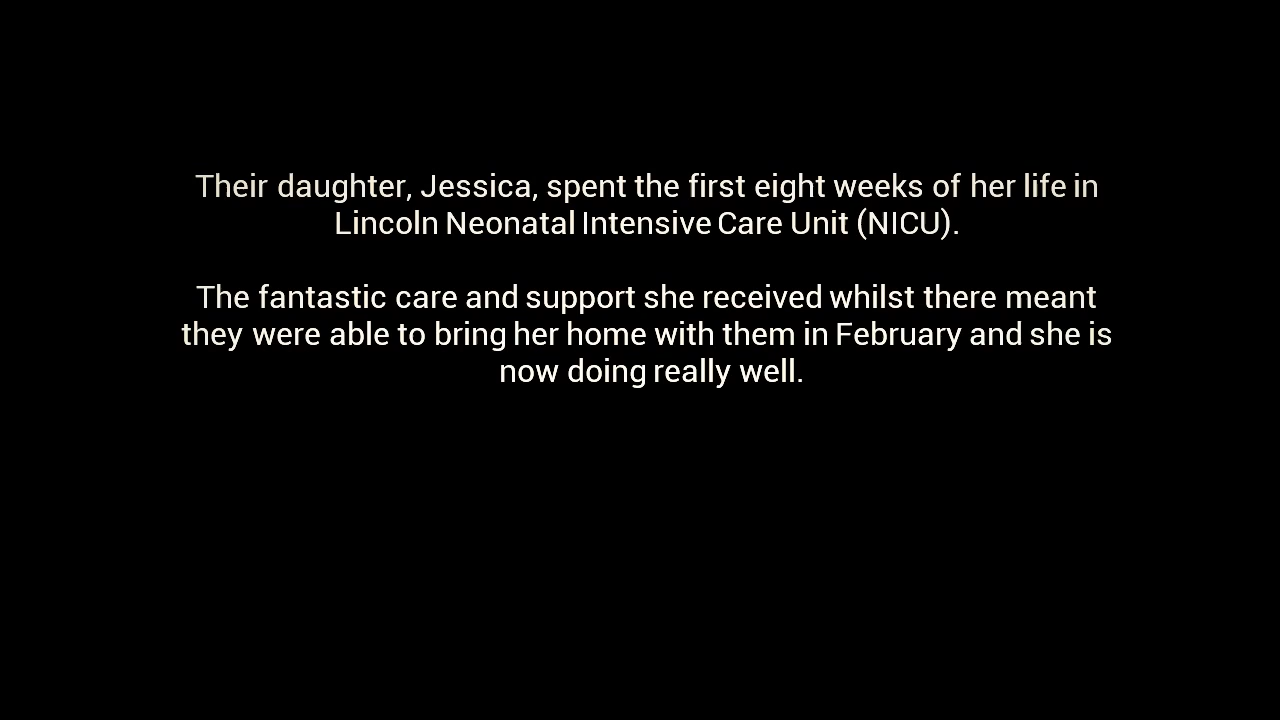 Their daughter, Jessica, spent the first eight weeks of her life in
Lincoln Neonatal Intensive Care Unit (NICU).
The fantastic care and support she received whilst there meant
they were able to bring her home with them in February and she is
now doing really well.